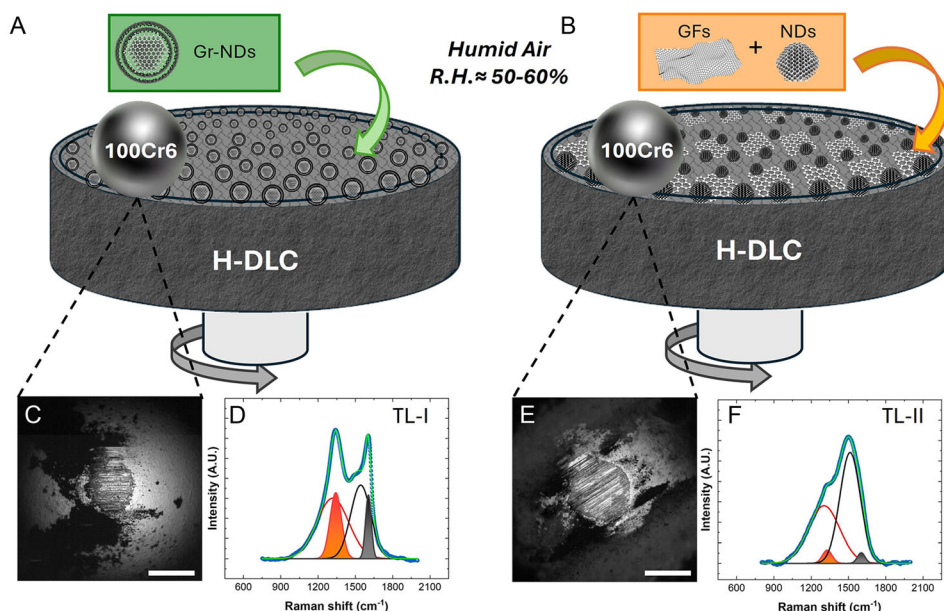 A
Gr-NDs
Humid Air
R.H.≈ 50-60%
B
GFs + NDs
100Cr6
H-DLC
100Cr6
H-DLC
C
D
TL-I
Intensity (A.U.)
600 900 1200 1500 1800 2100
Raman shift (cm⁻¹)
E
F
TL-II
Intensity (A.U.)
600 900 1200 1500 1800 2100
Raman shift (cm⁻¹)